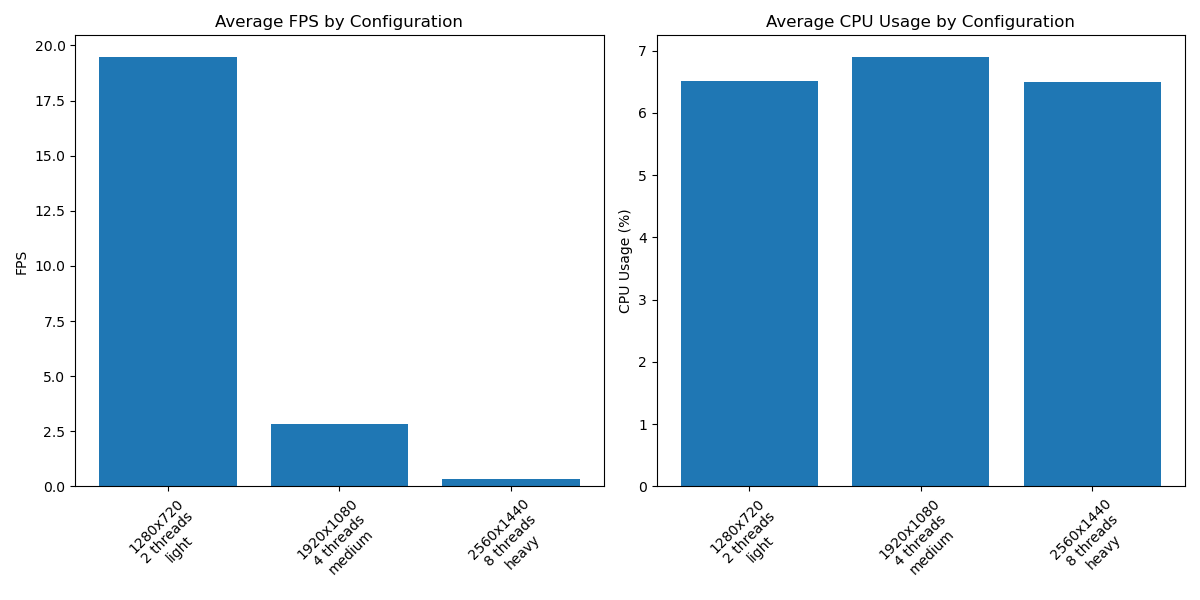 Average FPS by Configuration
FPS
20.0
17.5
15.0
12.5
10.0
7.5
5.0
2.5
0.0
1280x720
2 threads
light
1920x1080
4 threads
medium
2560x1440
8 threads
heavy
Average CPU Usage by Configuration
CPU Usage (%)
7
6
5
4
3
2
1
0
1280x720
2 threads
light
1920x1080
4 threads
medium
2560x1440
8 threads
heavy